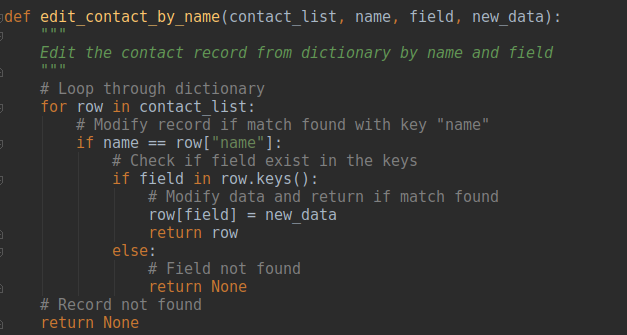 def edit_contact_by_name(contact_list, name, field, new_data):
    """
    Edit the contact record from dictionary by name and field
    """
    # Loop through dictionary
    for row in contact_list:
        # Modify record if match found with key "name"
        if name == row["name"]:
            # Check if field exist in the keys
            if field in row.keys():
                # Modify data and return if match found
                row[field] = new_data
                return row
            else:
                # Field not found
                return None
    # Record not found
    return None